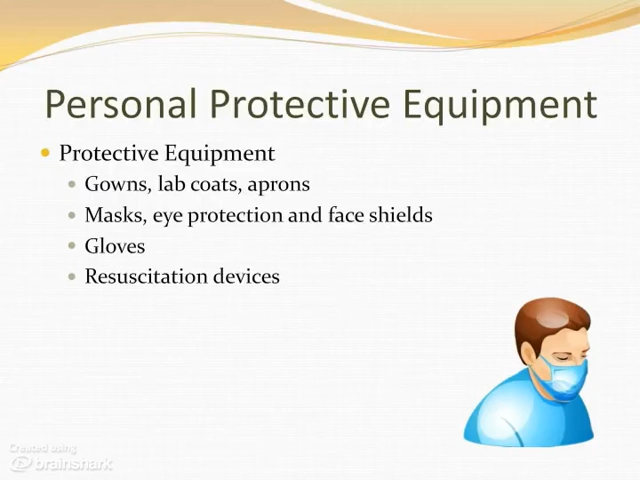 Personal Protective Equipment
Protective Equipment
Gowns, lab coats, aprons
Masks, eye protection and face shields
Gloves
Resuscitation devices
Created using
brainshark